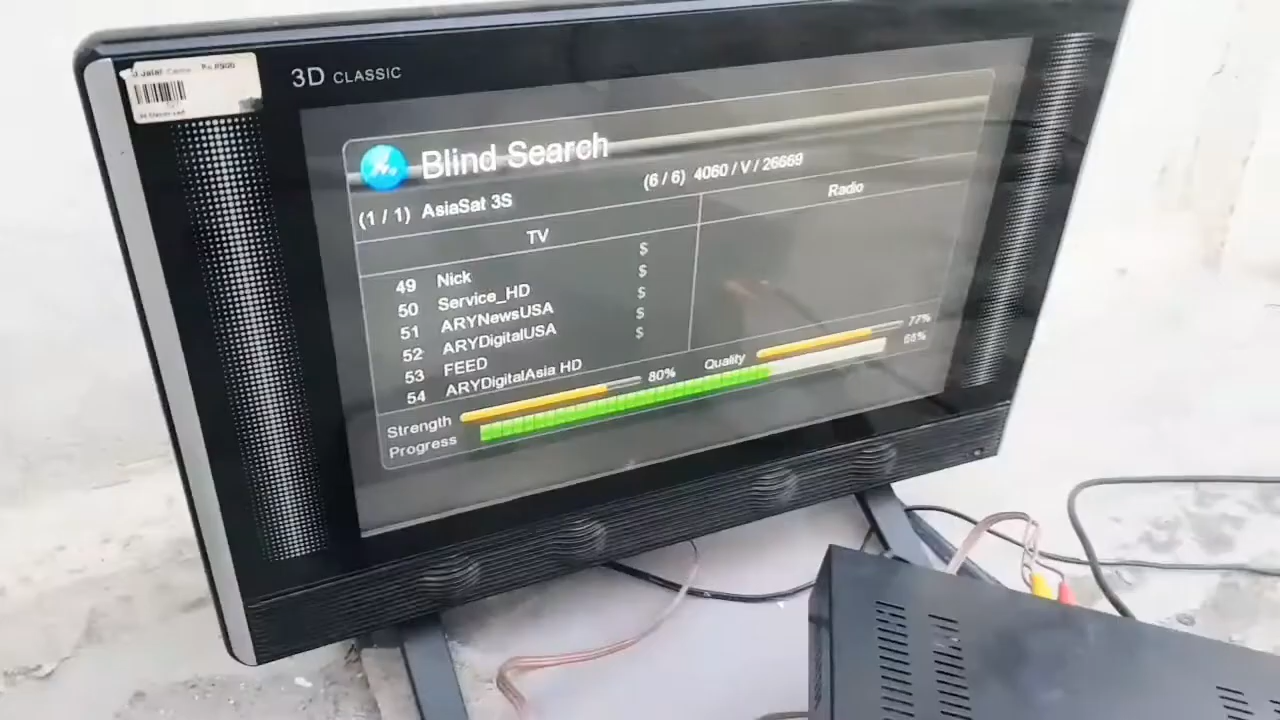 3D CLASSIC
Blind Search
(1 / 1) AsiaSat 3S
(6 / 6) 4060 / V / 26669
TV
Radio
49 Nick $
50 Service_HD $
51 ARYNewsUSA $
52 ARYDigitalUSA $
53 FEED $
54 ARYDigitalAsia HD
Strength 80%
Quality 77%
Progress 68%